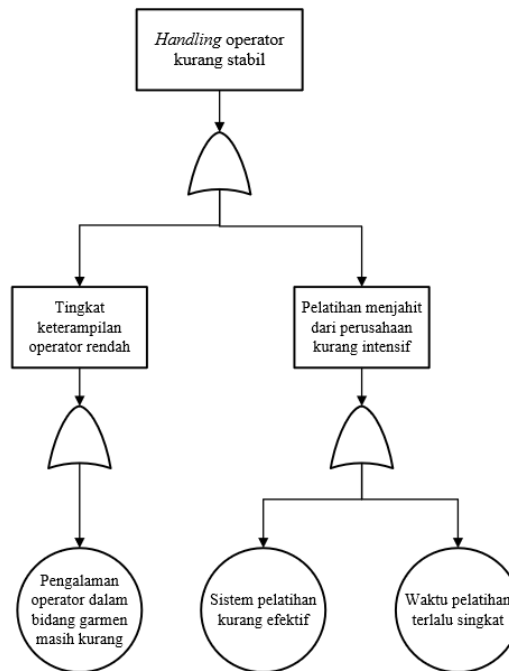 Handling operator
kurang stabil
Tingkat
keterampilan
operator rendah
Pelatihan menjahit
dari perusahaan
kurang intensif
Pengalaman
operator dalam
bidang garmen
masih kurang
Sistem pelatihan
kurang efektif
Waktu pelatihan
terlalu singkat